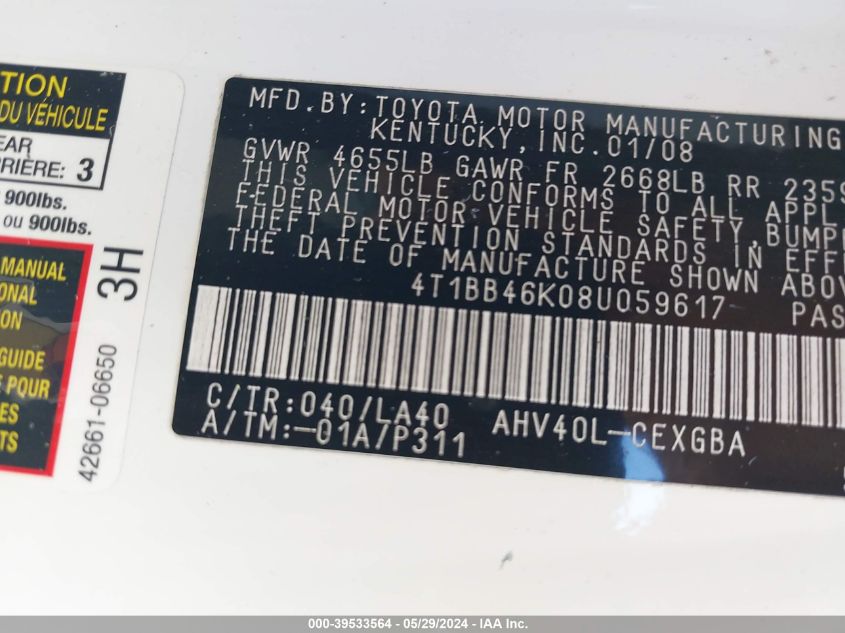 TION
DU VÉHICULE
EAR
RRIÈRE: 3
900lbs.
ou 900lbs.
MANUAL
ONAL
ON
GUIDE
E POUR
ES
TS
3H
42661-06650
MFD.BY:TOYOTA MOTOR MANUFACTURING
KENTUCKY,INC.01/08
GVWR 4655LB GAWR FR 2668LB RR 2359
THIS VEHICLE CONFORMS TO ALL APPL
FEDERAL MOTOR VEHICLE SAFETY,BUMP
THEFT PREVENTION STANDARDS IN EFF
THE DATE OF MANUFACTURE SHOWN ABOV
4T1BB46K08U059617 PAS
C/TR:040/LA40 AHV40L-CEXGBA
A/TM:-01A/P311
000-39533564 - 05/29/2024 - IAA Inc.